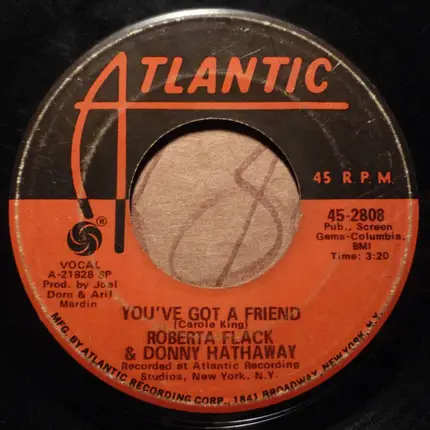 ATLANTIC
®
45 R.P.M.
45-2808
Pub., Screen
Gems-Columbia,
BMI
Time: 3:20
VOCAL
A-21828 SP
Prod. by Joel
Dorn & Arif
Mardin
YOU'VE GOT A FRIEND
(Carole King)
ROBERTA FLACK
& DONNY HATHAWAY
Recorded at Atlantic Recording
Studios, New York, N.Y.
MFG. BY ATLANTIC RECORDING CORP., 1841 BROADWAY, NEW YORK, N.Y.